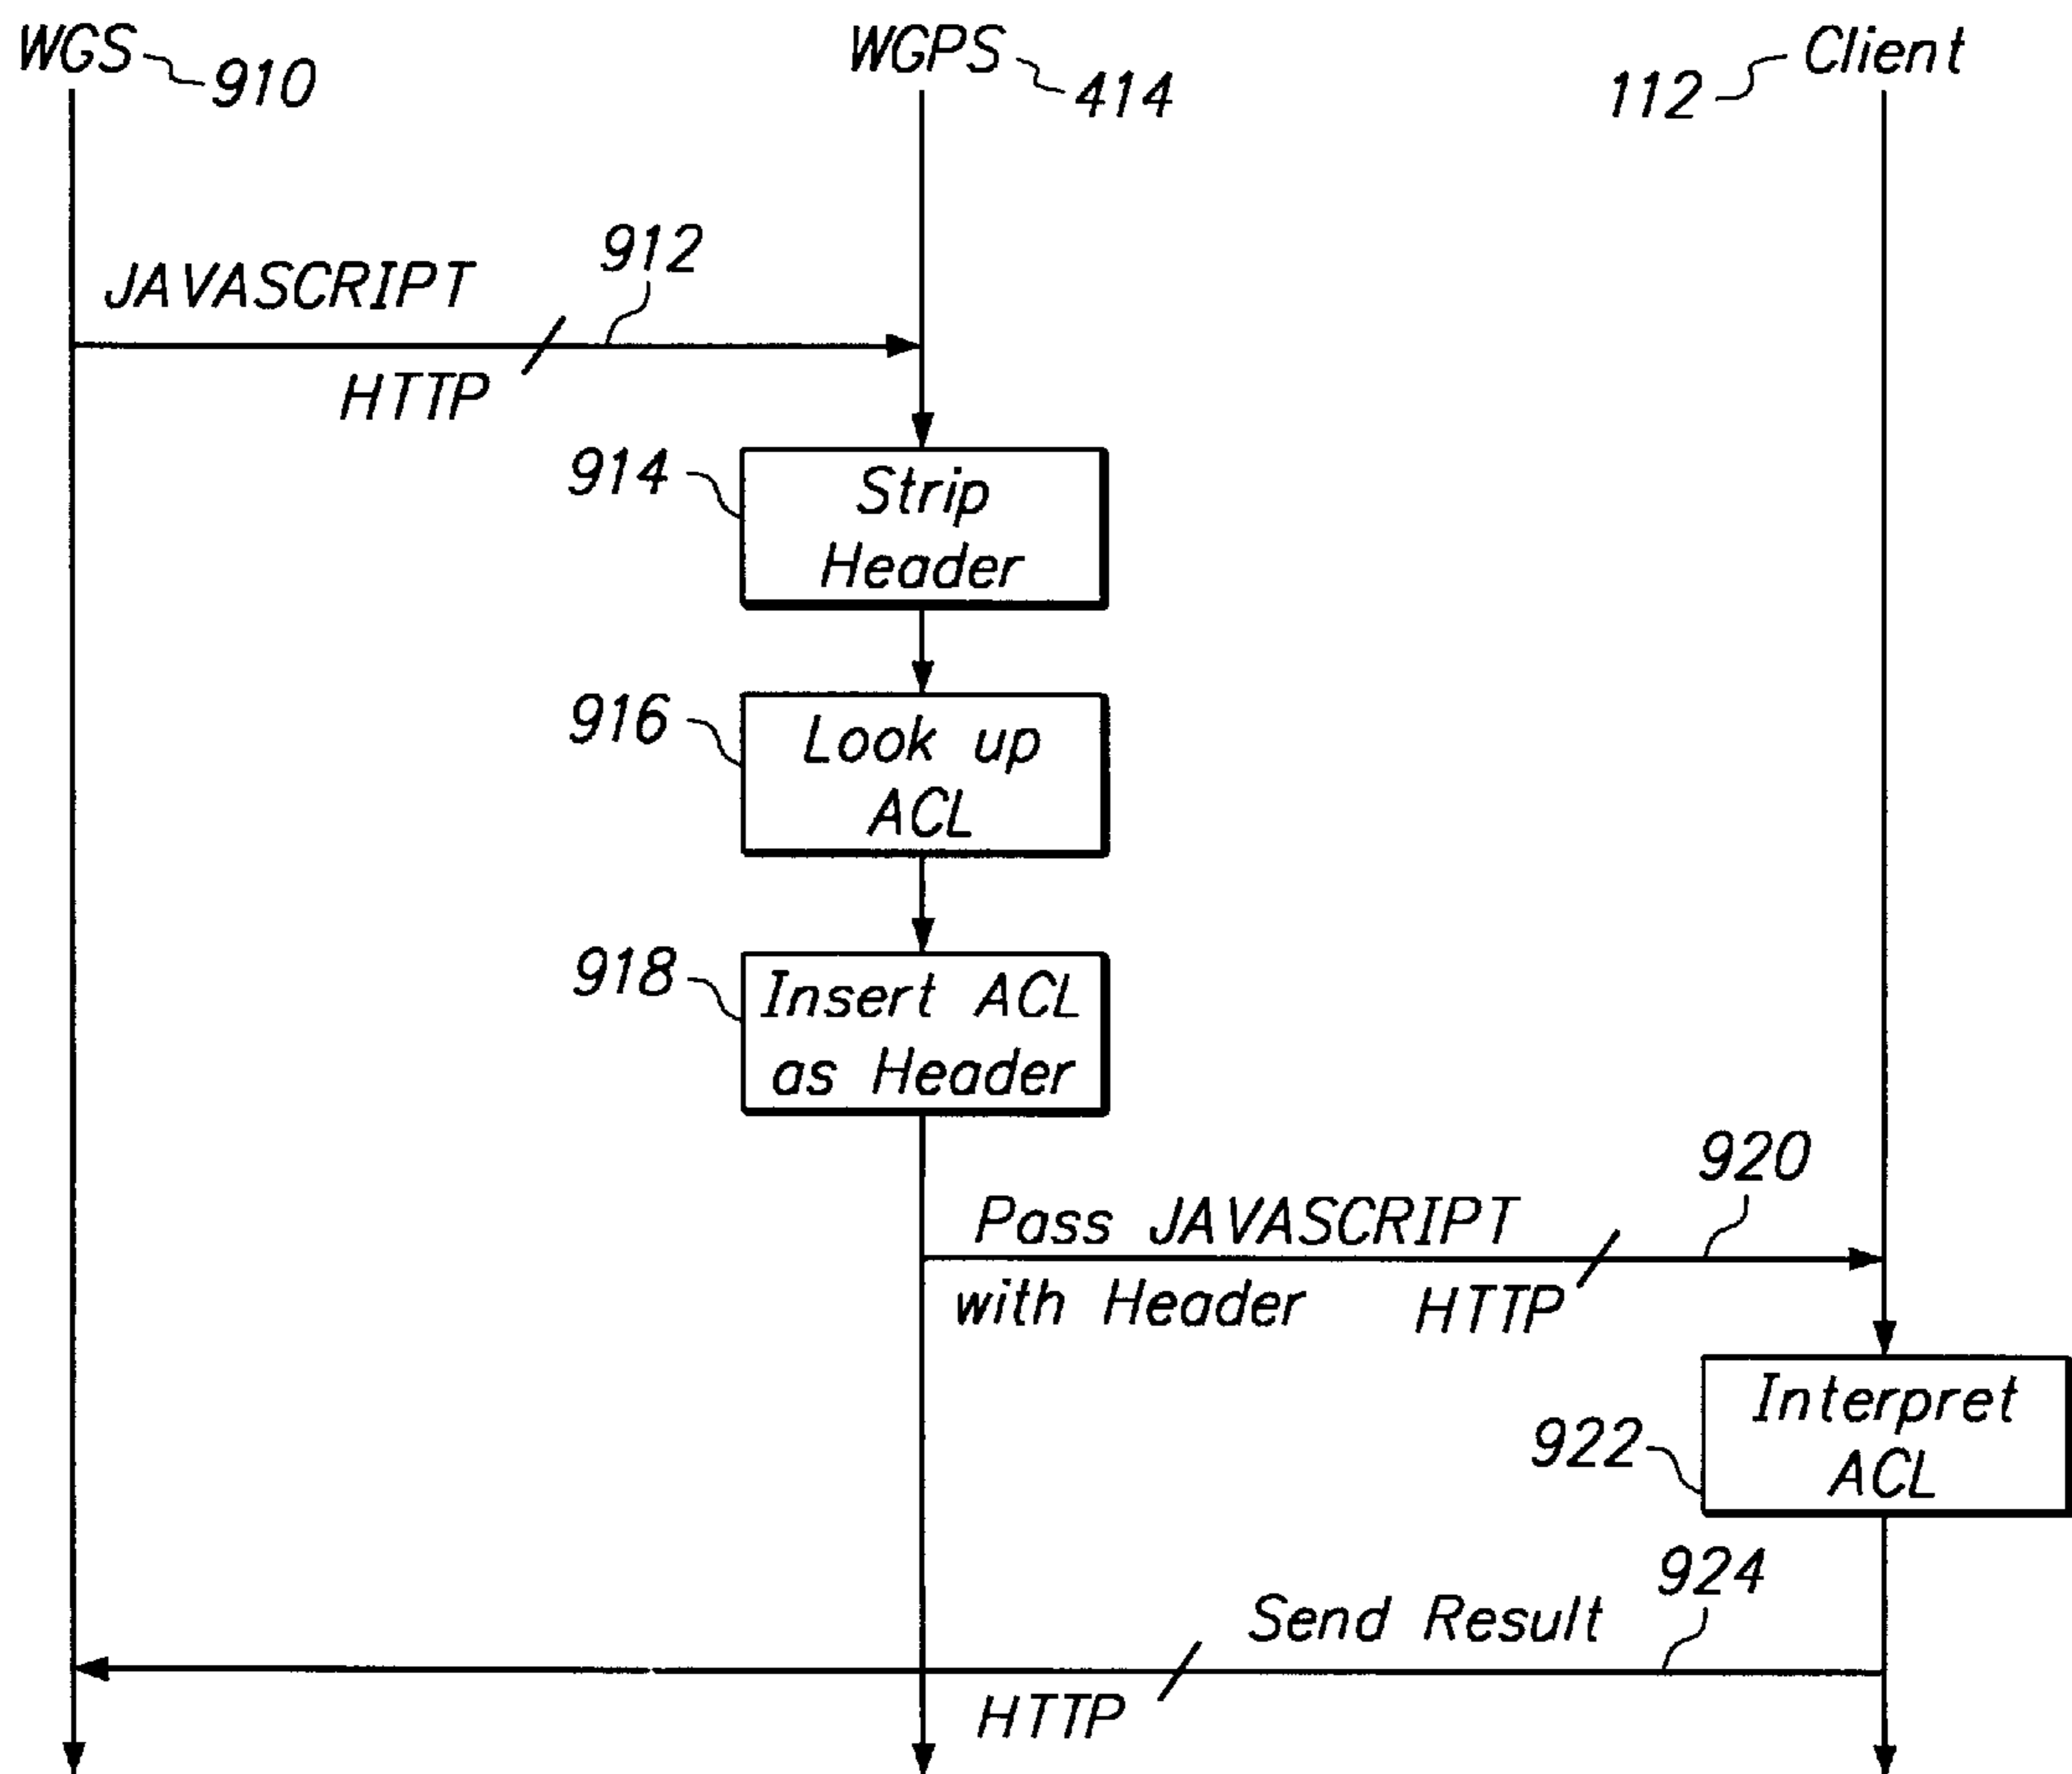 WGS 910
WGPS 414
112 Client
912
JAVASCRIPT
HTTP
914
Strip
Header
916
Look up
ACL
918
Insert ACL
as Header
920
Pass JAVASCRIPT
with Header
HTTP
Interpret
ACL
922
924
Send Result
HTTP